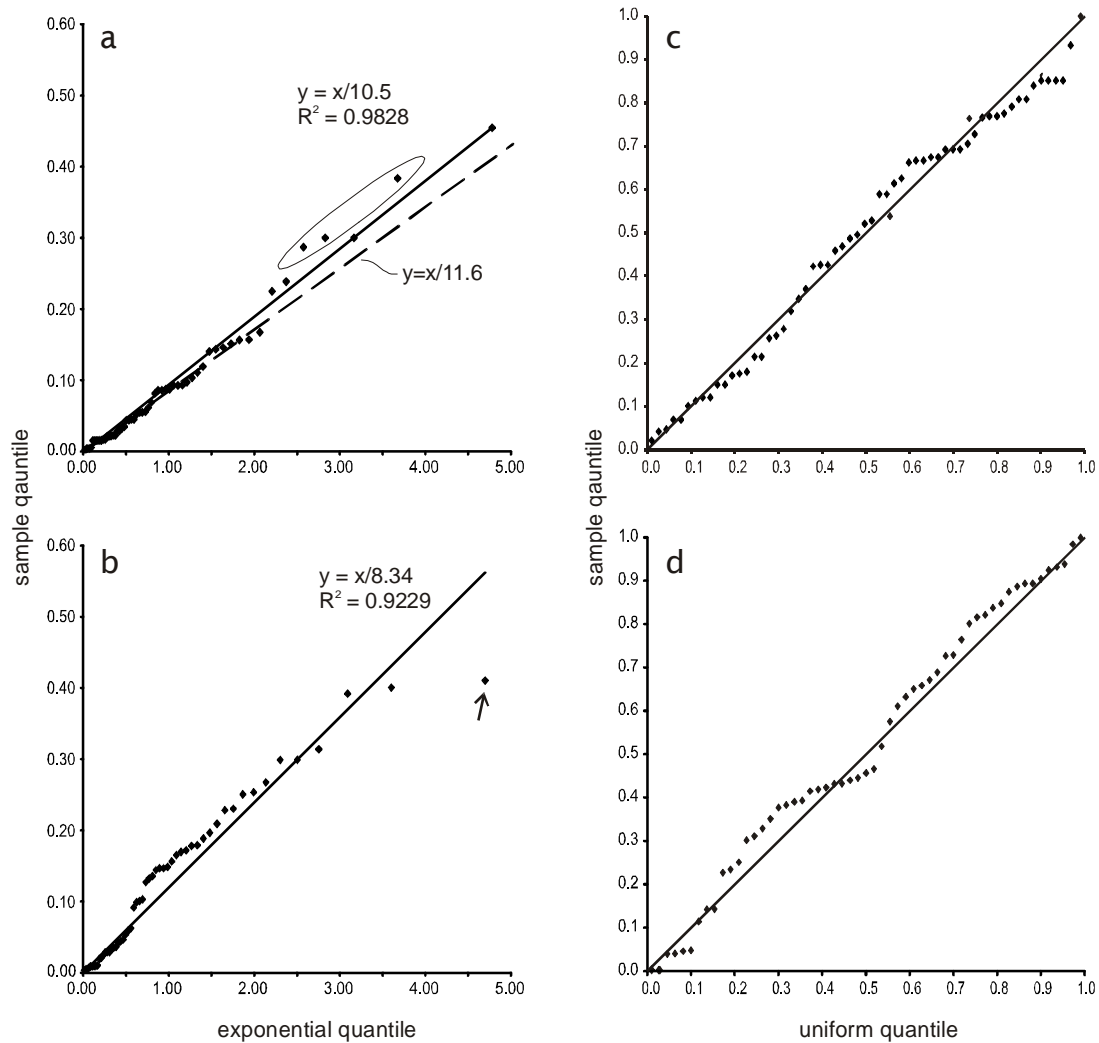 a
0.60
0.50
0.40
0.30
0.20
0.10
0.00
0.00 1.00 2.00 3.00 4.00 5.00
y = x/10.5
R² = 0.9828
y=x/11.6
c
1.0
0.9
0.8
0.7
0.6
0.5
0.4
0.3
0.2
0.1
0.0
0.0 0.1 0.2 0.3 0.4 0.5 0.6 0.7 0.8 0.9 1.0
sample qauntile
sample qauntile
b
0.60
0.50
0.40
0.30
0.20
0.10
0.00
0.00 1.00 2.00 3.00 4.00 5.00
y = x/8.34
R² = 0.9229
d
1.0
0.9
0.8
0.7
0.6
0.5
0.4
0.3
0.2
0.1
0.0
0.0 0.1 0.2 0.3 0.4 0.5 0.6 0.7 0.8 0.9 1.0
exponential quantile
uniform quantile